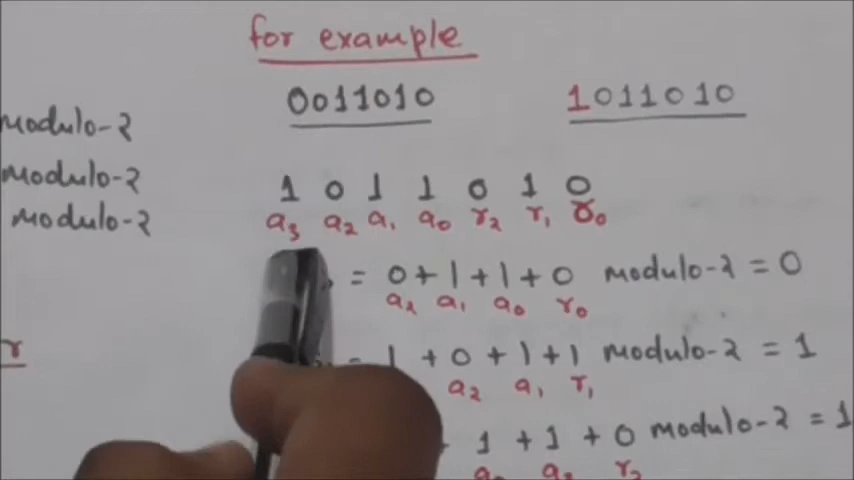 for example
modulo-2 0011010 1011010
modulo-2 1 0 1 1 0 1 0
modulo-2 a3 a2 a1 a0 r2 r1 r0
= 0 + 1 + 1 + 0 modulo-2 = 0
a2 a1 a0 r0
r = 1 + 0 + 1 + 1 modulo-2 = 1
a2 a1 r1
1 + 1 + 0 modulo-2 = 1
r2